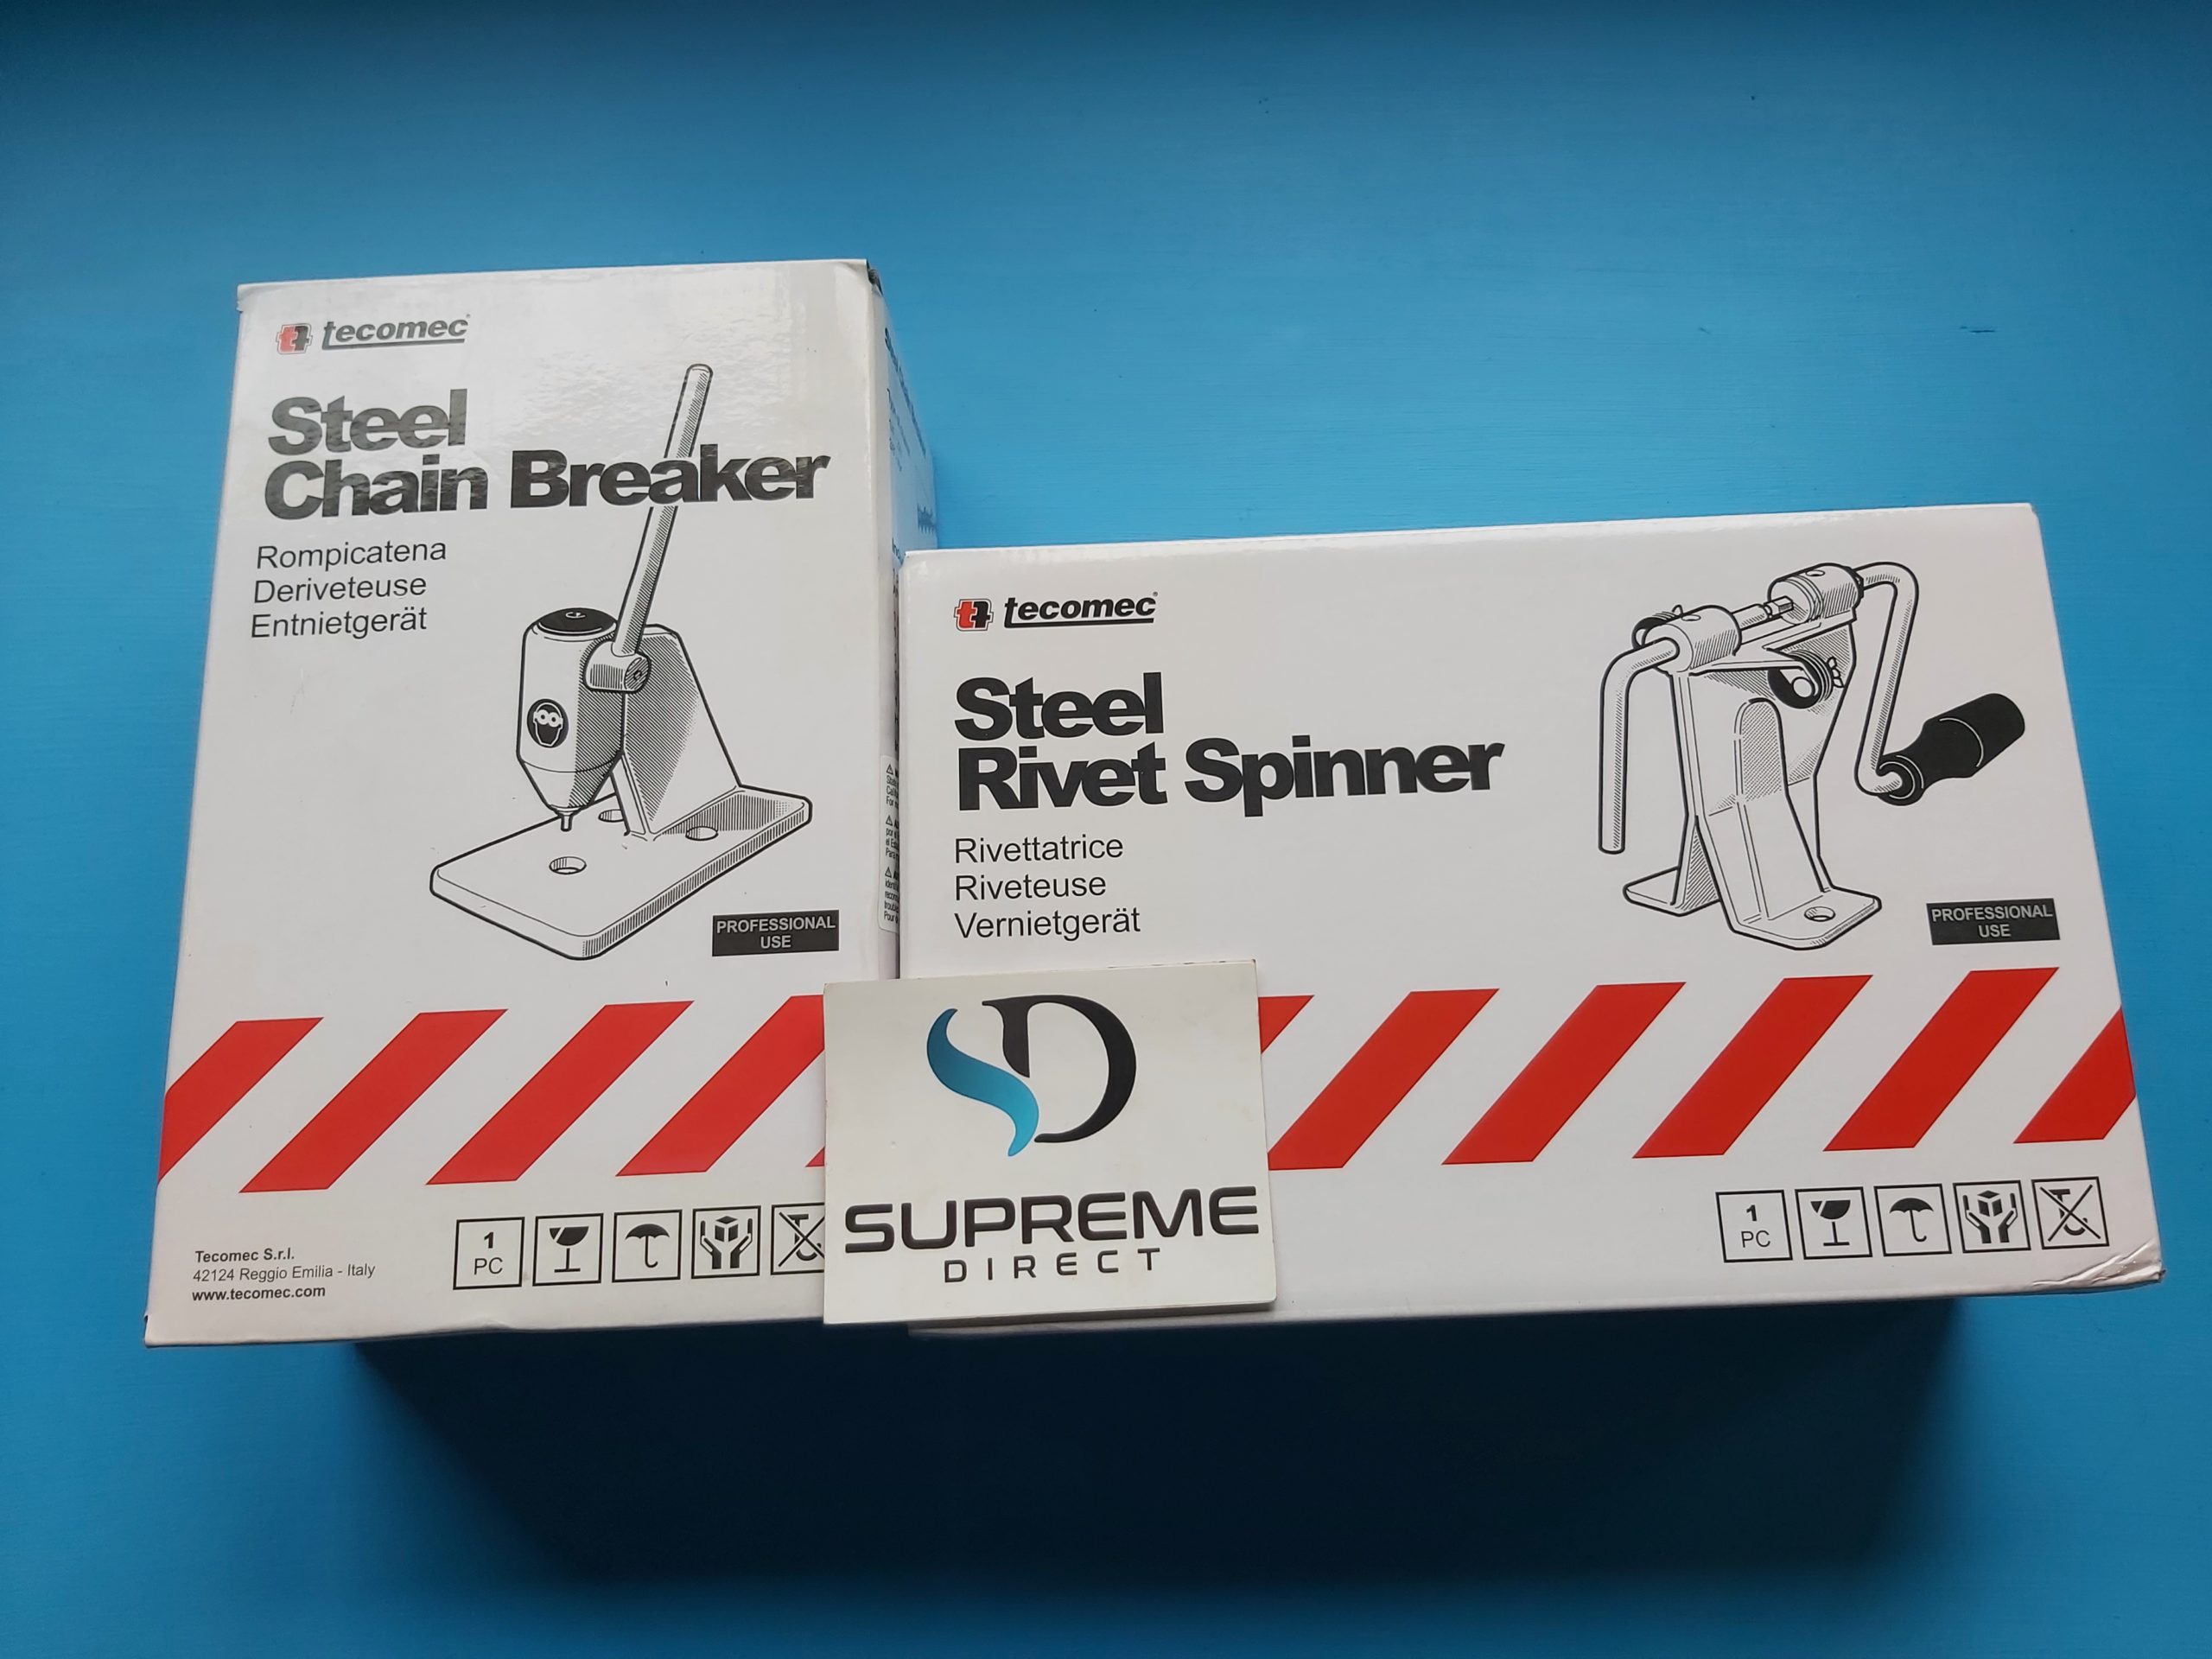 tecomec
Steel
Chain Breaker
Rompicatena
Deriveteuse
Entnietgerät
PROFESSIONAL
USE
Tecomec S.r.l.
42124 Reggio Emilia - Italy
www.tecomec.com
1
PC
tecomec
Steel
Rivet Spinner
Rivettatrice
Riveteuse
Vernietgerät
PROFESSIONAL
USE
1
PC
SD
SUPREME
DIRECT